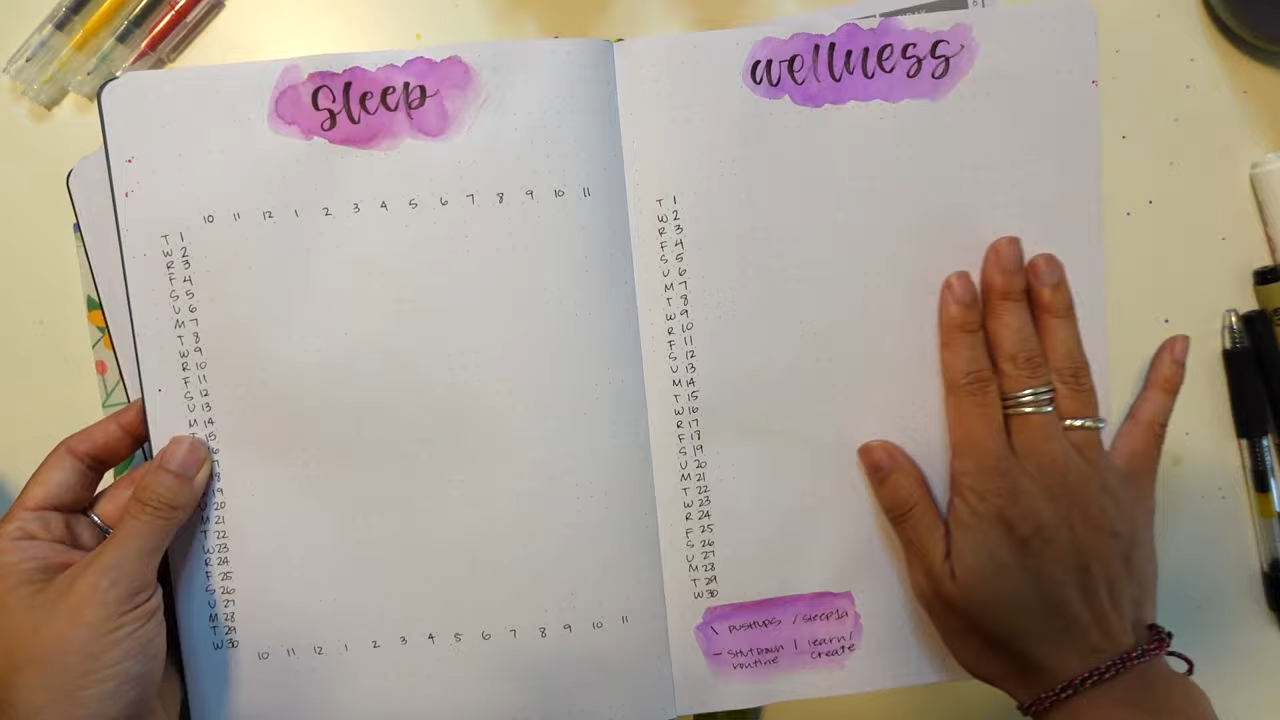 Sleep
10 11 12 1 2 3 4 5 6 7 8 9 10 11
T 1
W 2
R 3
F 4
S 5
U 6
M 7
T 8
W 9
R 10
F 11
S 12
U 13
M 14
15
18
19
U 20
M 21
T 22
W 23
R 24
F 25
S 26
U 27
M 28
T 29
W 30
10 11 12 1 2 3 4 5 6 7 8 9 10 11
wellness
T 1
W 2
R 3
F 4
S 5
U 6
M 7
T 8
W 9
R 10
F 11
S 12
U 13
M 14
T 15
W 16
R 17
F 18
S 19
U 20
M 21
T 22
W 23
R 24
F 25
S 26
U 27
M 28
T 29
W 30
\ PUSHUPS / SLEEP
— SHUTDOWN | learn/
routine create